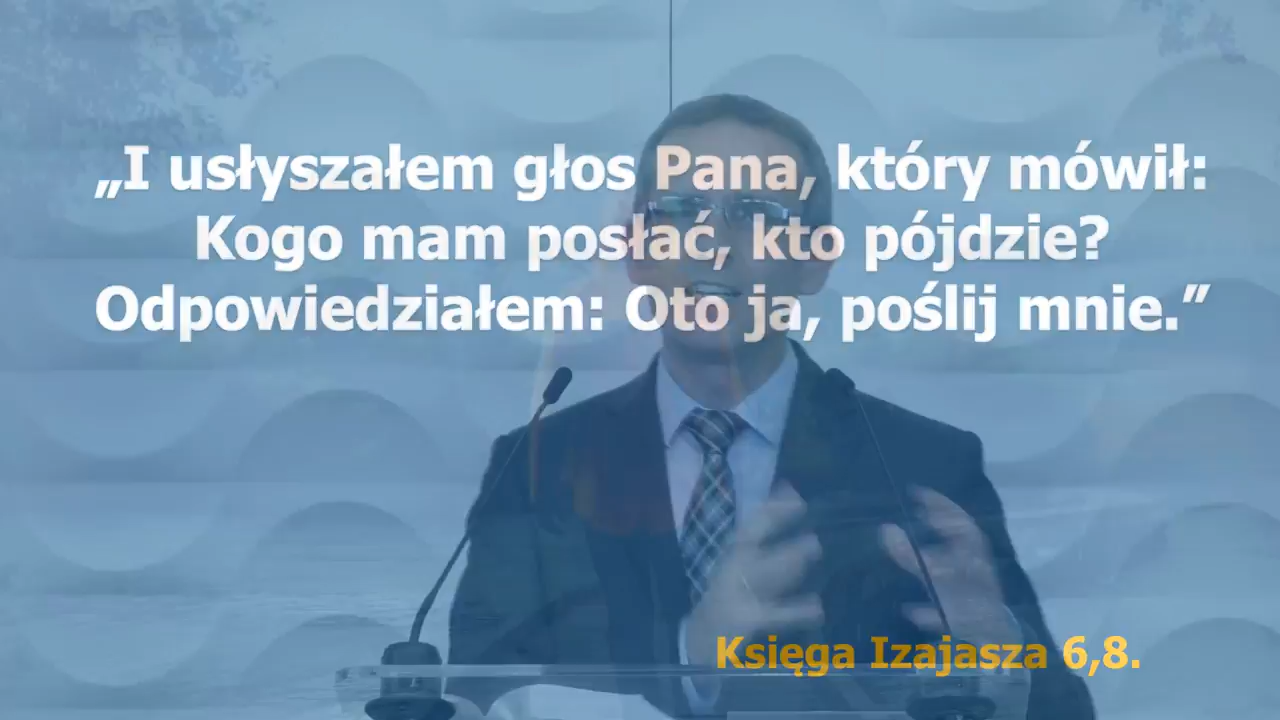 „I usłyszałem głos Pana, który mówił:
Kogo mam posłać, kto pójdzie?
Odpowiedziałem: Oto ja, poślij mnie.”
Księga Izajasza 6,8.